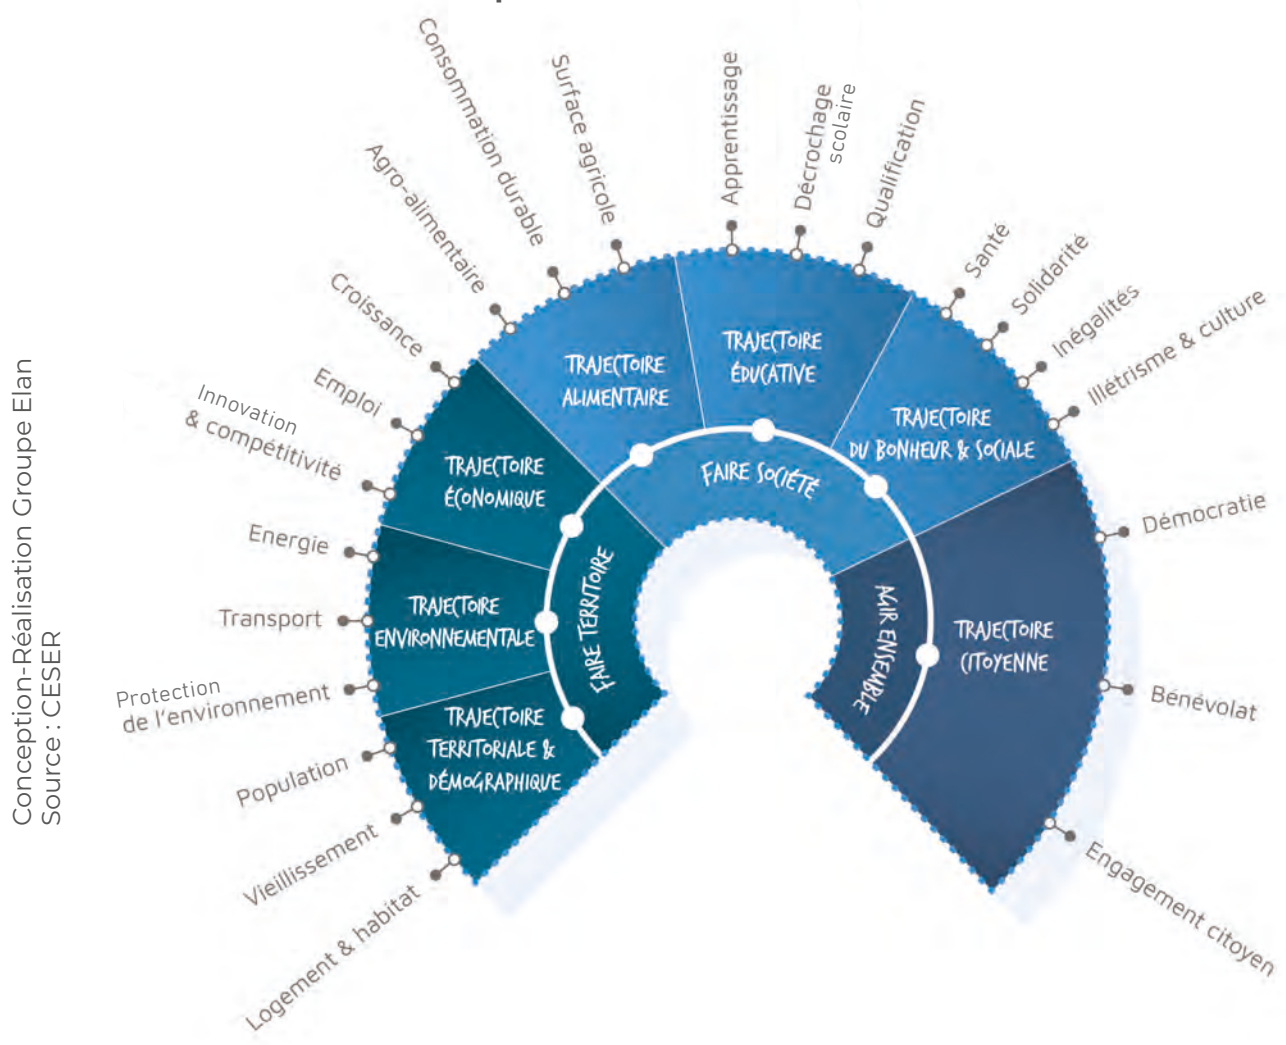 Conception-Réalisation Groupe Elan
Source : CESER
Logement & habitat
Vieillissement
Population
Protection
de l'environnement
Transport
Energie
Innovation
& compétitivité
Emploi
Croissance
Agro-alimentaire
Consommation durable
Surface agricole
Apprentissage
Décrochage
scolaire
Qualification
Santé
Solidarité
Inégalités
Illétrisme & culture
Démocratie
Bénévolat
Engagement citoyen
TRAJECTOIRE
TERRITORIALE &
DÉMOGRAPHIQUE
TRAJECTOIRE
ENVIRONNEMENTALE
TRAJECTOIRE
ÉCONOMIQUE
TRAJECTOIRE
ALIMENTAIRE
TRAJECTOIRE
ÉDUCATIVE
TRAJECTOIRE
DU BONHEUR & SOCIALE
TRAJECTOIRE
CITOYENNE
FAIRE TERRITOIRE
FAIRE SOCIÉTÉ
AGIR ENSEMBLE